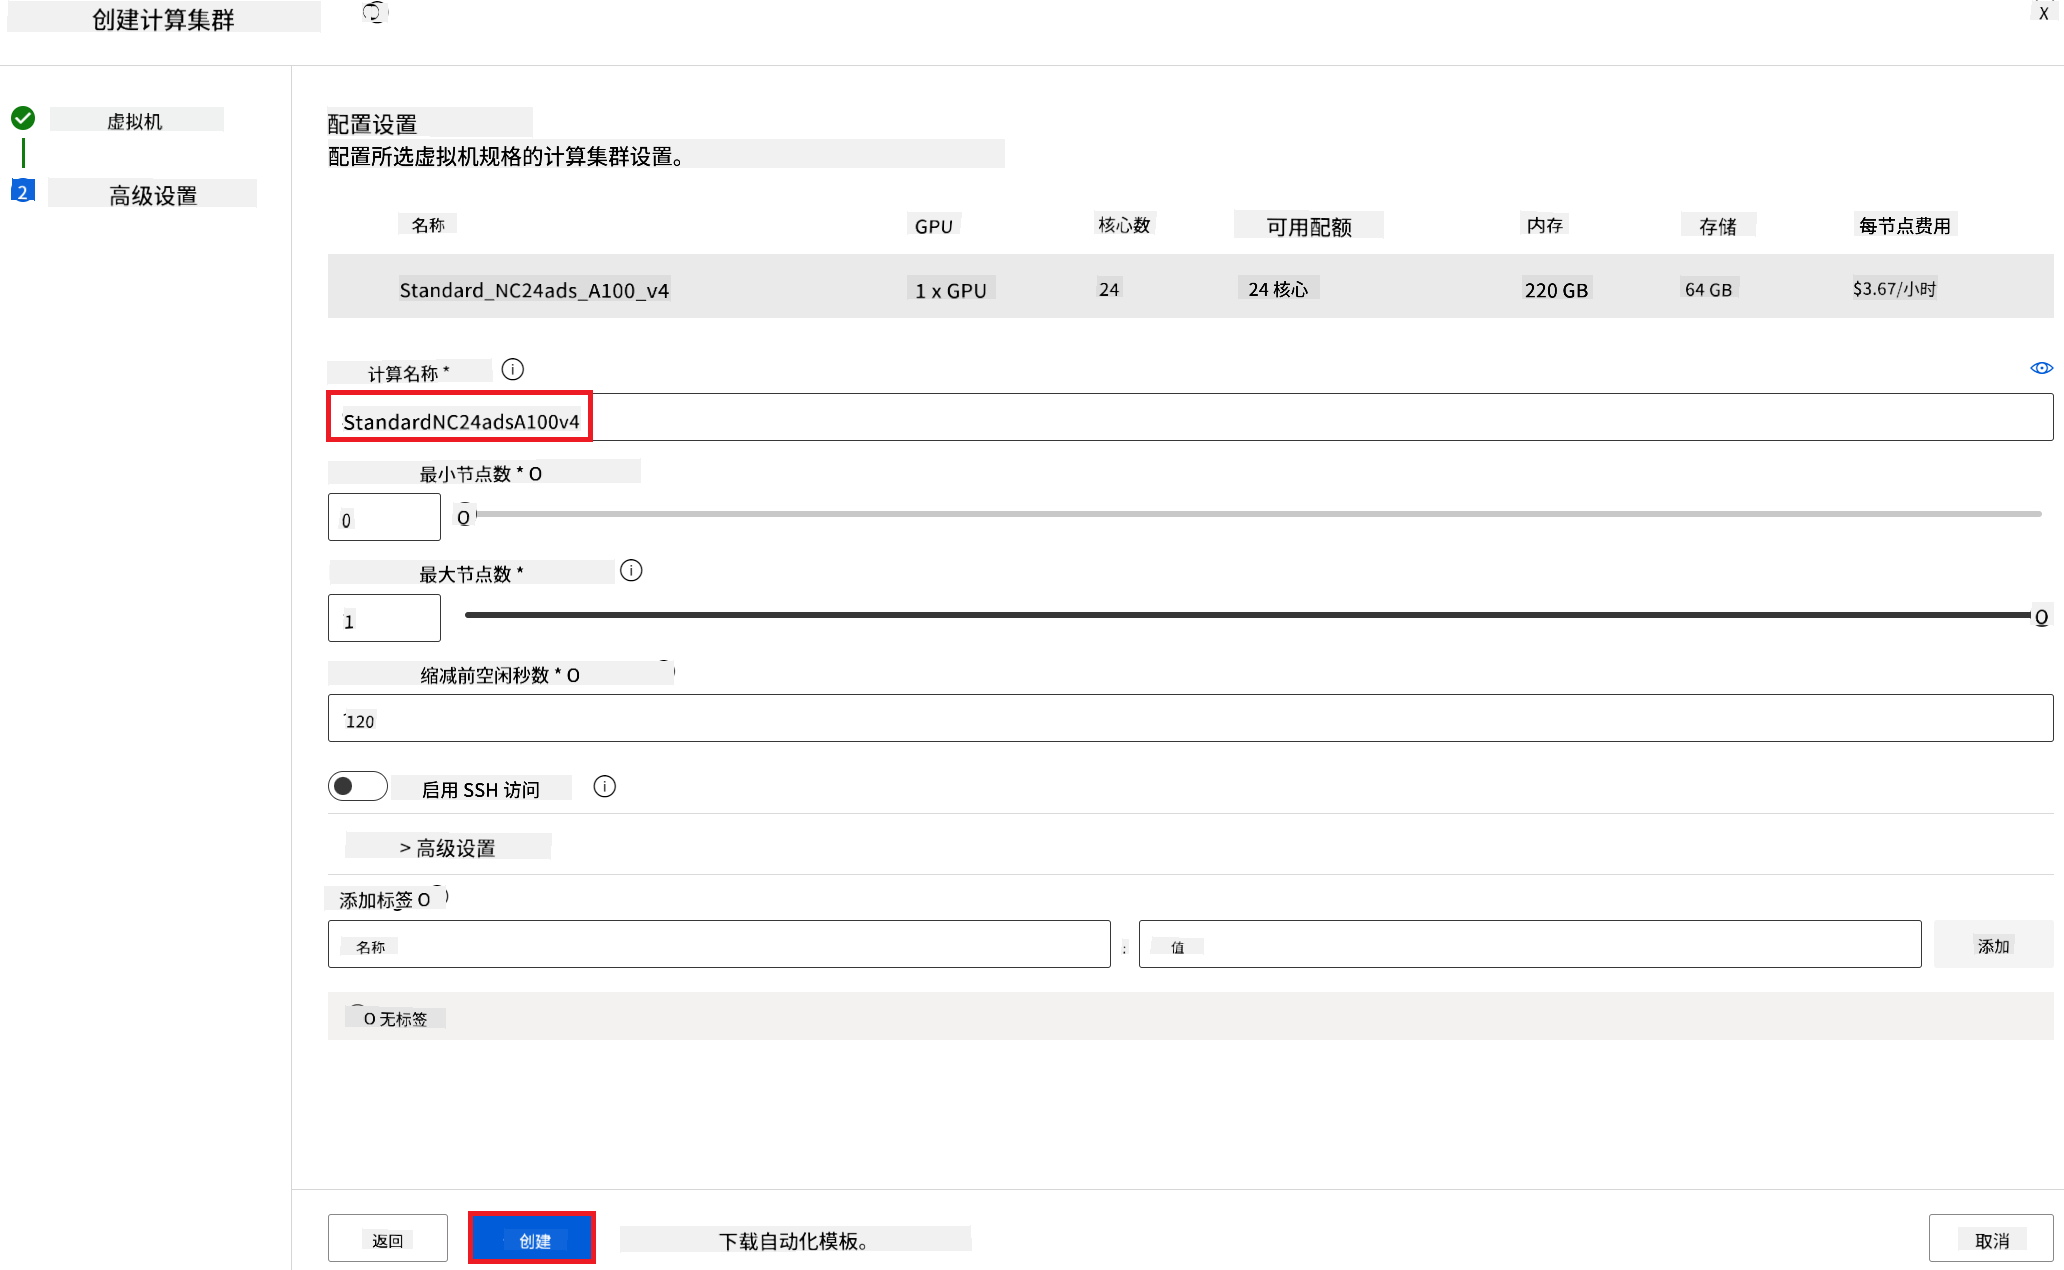 创建计算集群
X
虚拟机
2 高级设置
配置设置
配置所选虚拟机规格的计算集群设置。
名称 GPU 核心数 可用配额 内存 存储 每节点费用
Standard_NC24ads_A100_v4 1 x GPU 24 24 核心 220 GB 64 GB $3.67/小时
计算名称 *
StandardNC24adsA100v4
最小节点数 * O
0
最大节点数 *
1
缩减前空闲秒数 * O
120
启用 SSH 访问
> 高级设置
添加标签 O
名称 : 值 添加
O 无标签
返回 创建 下载自动化模板。 取消